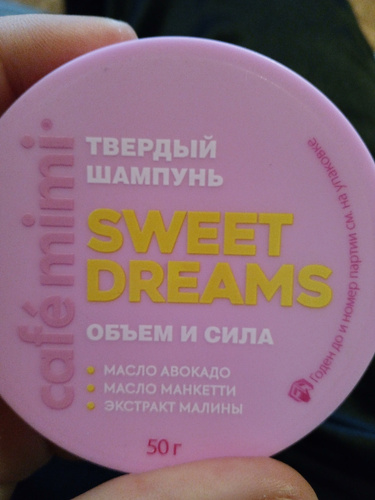 café mimi
ТВЕРДЫЙ
ШАМПУНЬ
SWEET
DREAMS
ОБЪЕМ И СИЛА
МАСЛО АВОКАДО
МАСЛО МАНКЕТТИ
ЭКСТРАКТ МАЛИНЫ
50 г
Годен до и номер партии см. на упаковке